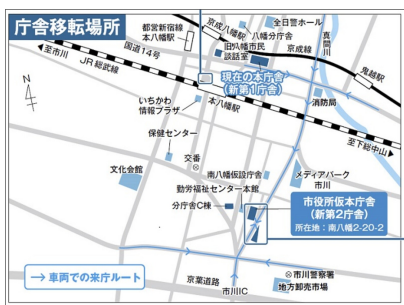 庁舎移転場所
都営新宿線
本八幡駅
京成八幡駅
全日警ホール
八幡分庁舎
旧八幡市民
談話室
京成線
真間川
国道14号
至市川
JR総武線
現在の本庁舎
(新第1庁舎)
鬼越駅
N
いちかわ
情報プラザ
本八幡駅
消防局
至下総中山
保健センター
交番
文化会館
南八幡仮設庁舎
メディアパーク
市川
勤労福祉センター本館
分庁舎C棟
市役所仮本庁舎
(新第2庁舎)
所在地:南八幡2-20-2
→車両での来庁ルート
京葉道路
市川IC
市川警察署
地方卸売市場